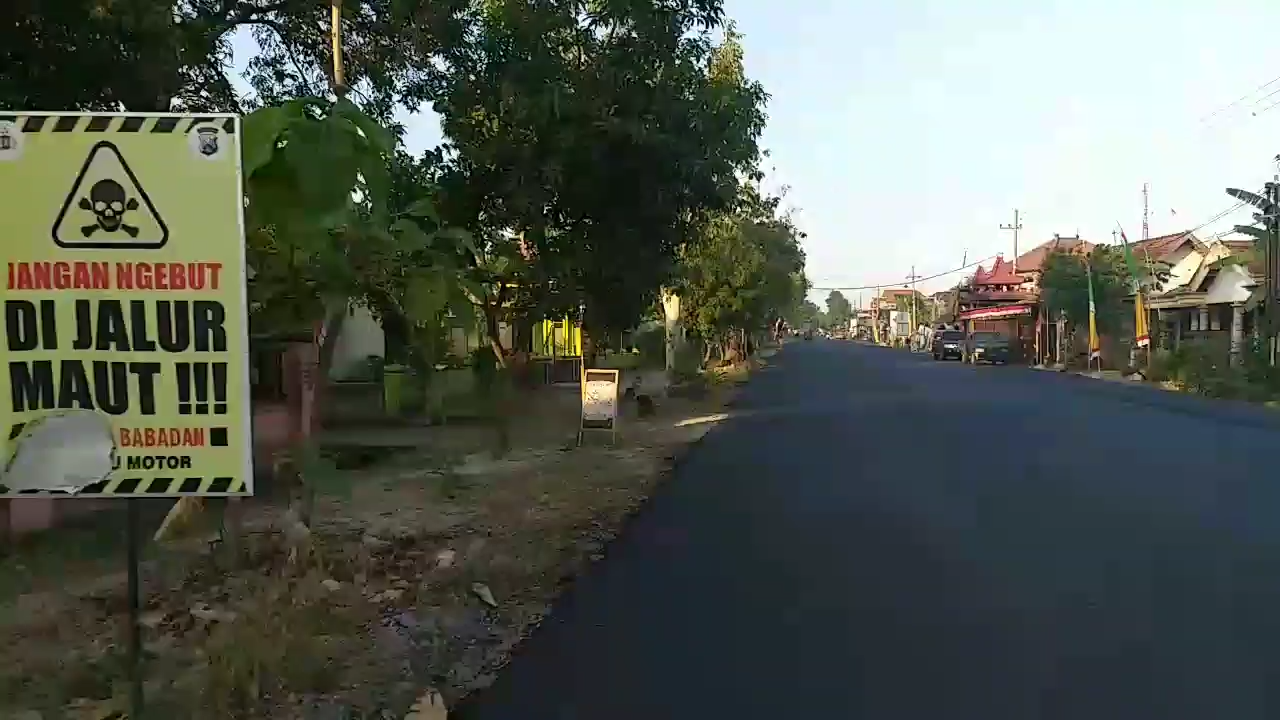 JANGAN NGEBUT
DI JALUR
MAUT !!!
BABADAN
MOTOR